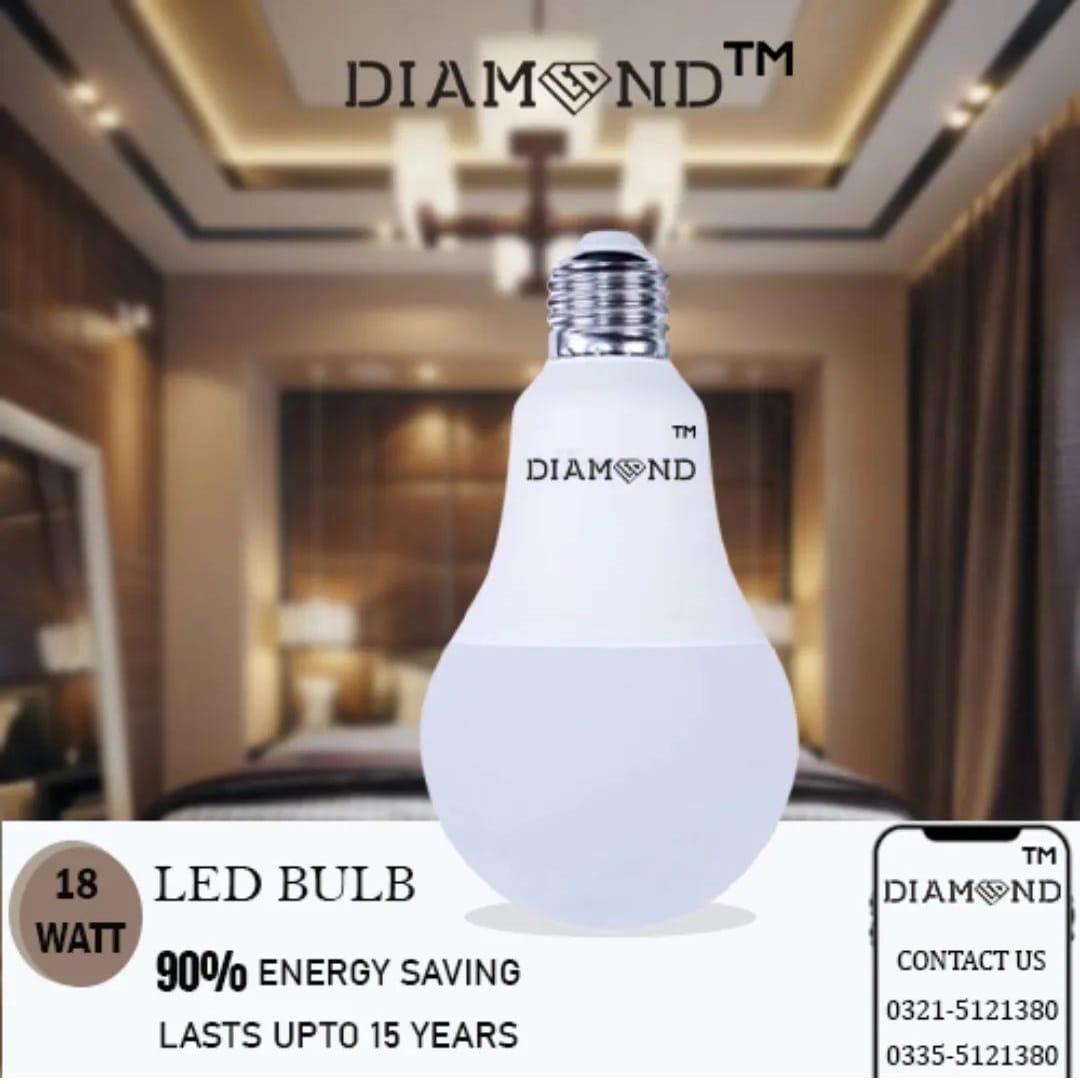 DIAMOND™
™
DIAMOND
18
WATT
LED BULB
90% ENERGY SAVING
LASTS UPTO 15 YEARS
™
DIAMOND
CONTACT US
0321-5121380
0335-5121380